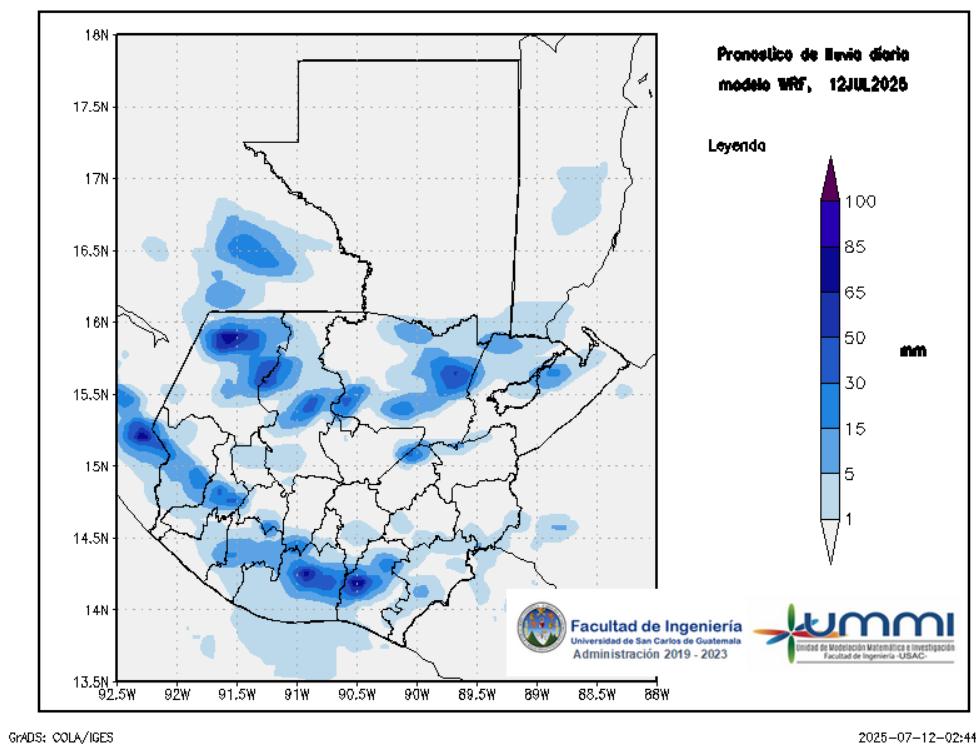 Pronostico de lluvia diaria
modelo WRF, 12JUL2025
Leyenda
100
85
65
50
30
15
5
1
mm
18N
17.5N
17N
16.5N
16N
15.5N
15N
14.5N
14N
13.5N
92.5W 92W 91.5W 91W 90.5W 90W 89.5W 89W 88.5W 88W
Facultad de Ingeniería
Universidad de San Carlos de Guatemala
Administración 2019 - 2023
ummi
Unidad de Modelación Matemática e Investigación
Facultad de Ingeniería -USAC-
GrADS: COLA/IGES
2025-07-12-02:44